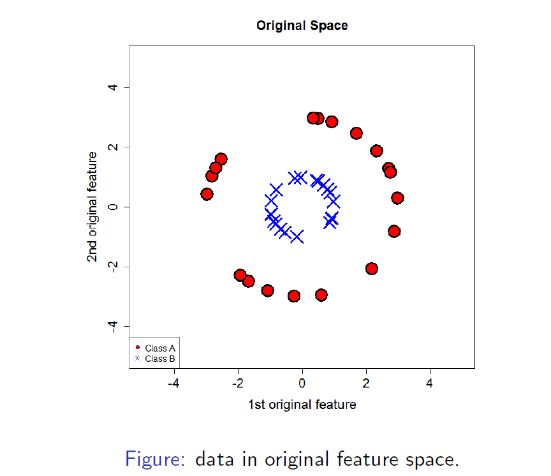 Original Space
4
2
0
-2
-4
2nd original feature
Class A
Class B
-4 -2 0 2 4
1st original feature
Figure: data in original feature space.